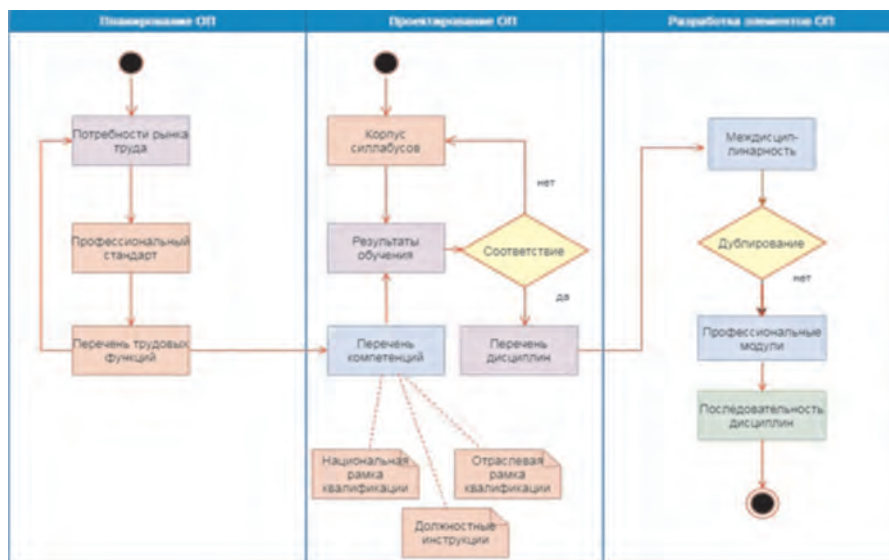 Планирование ОП
Проектирование ОП
Разработка элементов ОП
Потребности рынка
труда
Профессиональный
стандарт
Перечень трудовых
функций
Корпус
силлабусов
Результаты
обучения
Соответствие
нет
да
Перечень
компетенций
Перечень
дисциплин
Национальная
рамка
квалификации
Отраслевая
рамка
квалификации
Должностные
инструкции
Междисцип-
линарность
Дублирование
нет
Профессиональные
модули
Последовательность
дисциплин